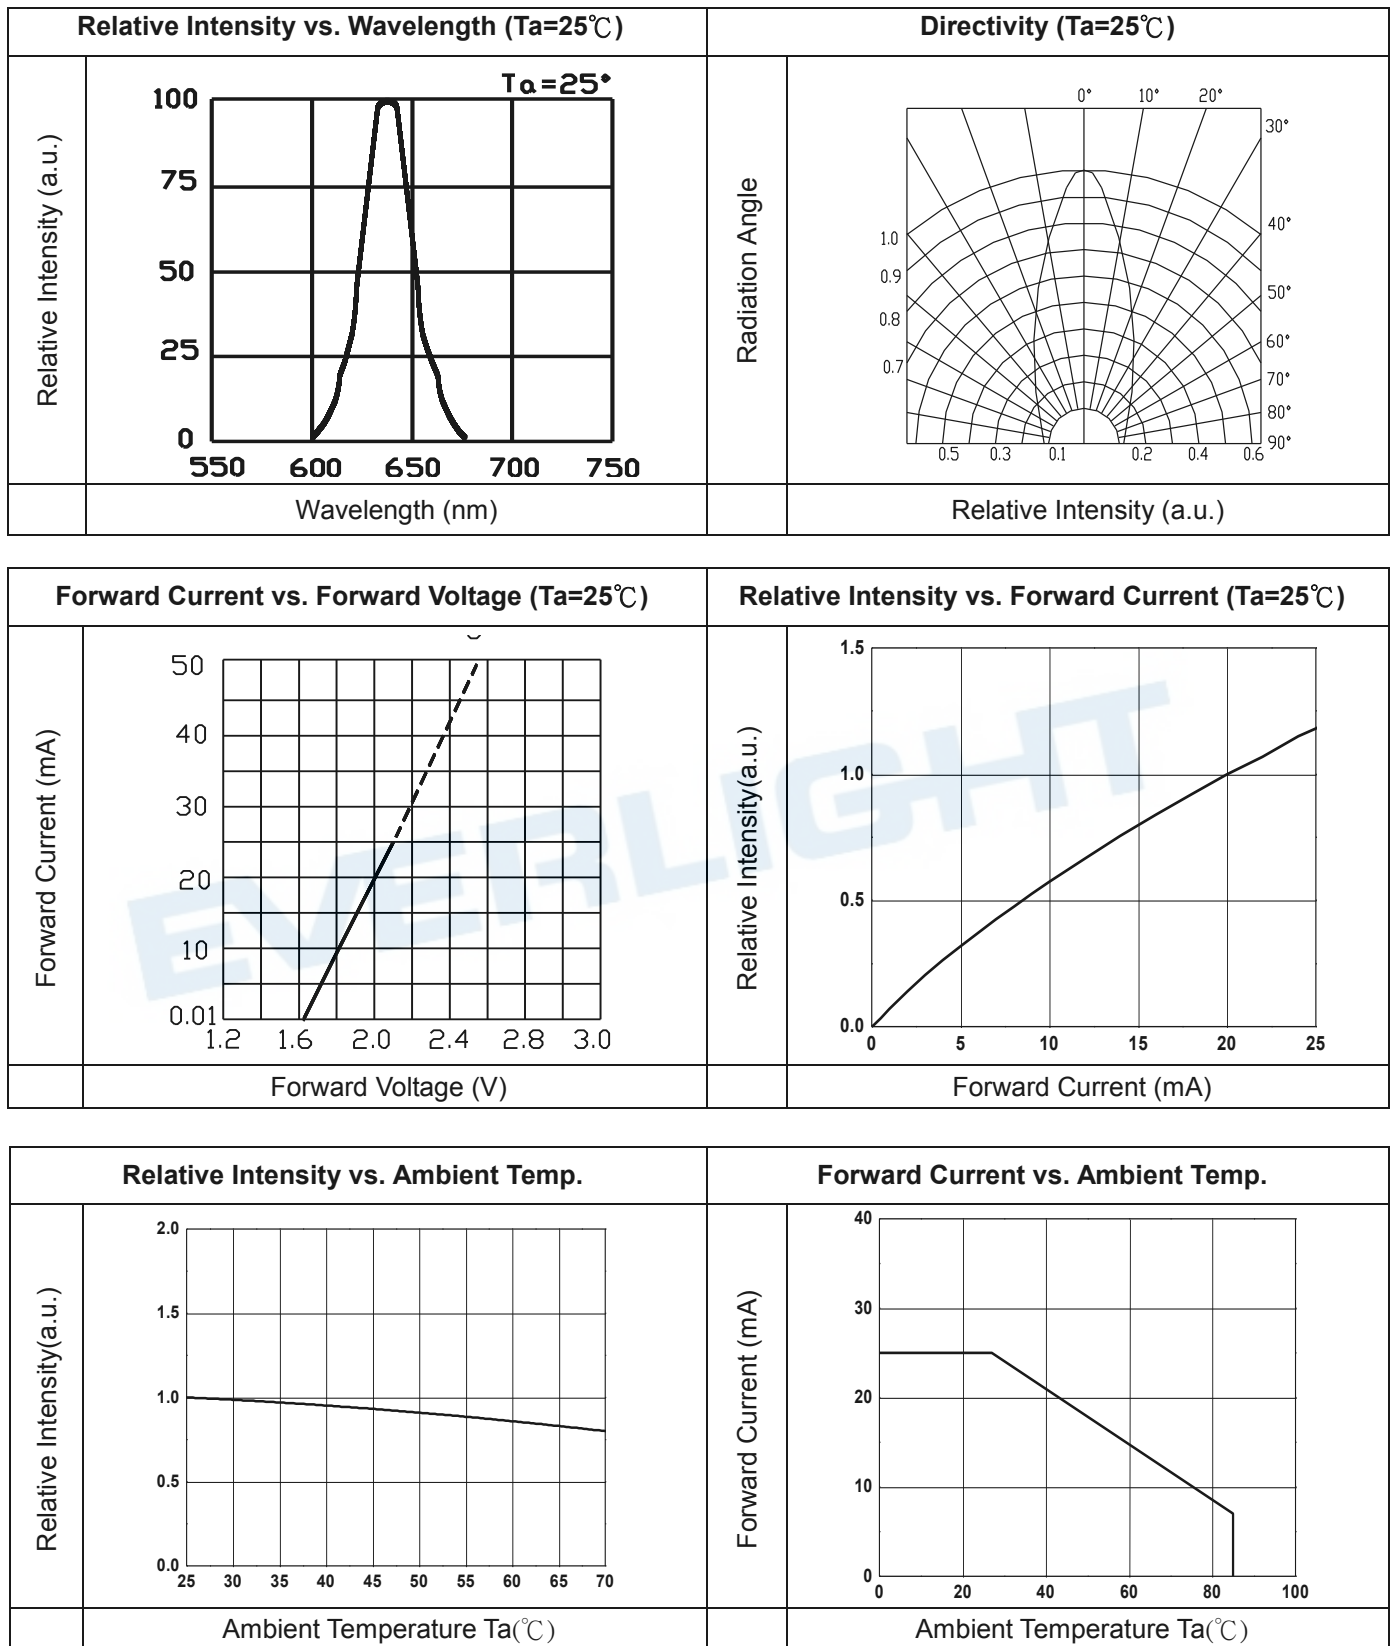 Relative Intensity vs. Wavelength (Ta=25℃)
Directivity (Ta=25℃)
Relative Intensity (a.u.)
Ta=25°
100
75
50
25
0
550 600 650 700 750
Wavelength (nm)
Radiation Angle
0° 10° 20°
30°
40°
50°
60°
70°
80°
90°
1.0
0.9
0.8
0.7
0.5 0.3 0.1 0.2 0.4 0.6
Relative Intensity (a.u.)
Forward Current vs. Forward Voltage (Ta=25℃)
Relative Intensity vs. Forward Current (Ta=25℃)
Forward Current (mA)
50
40
30
20
10
0.01
1.2 1.6 2.0 2.4 2.8 3.0
Forward Voltage (V)
Relative Intensity(a.u.)
1.5
1.0
0.5
0.0
0 5 10 15 20 25
Forward Current (mA)
EVERLIGHT
Relative Intensity vs. Ambient Temp.
Forward Current vs. Ambient Temp.
Relative Intensity(a.u.)
2.0
1.5
1.0
0.5
0.0
25 30 35 40 45 50 55 60 65 70
Ambient Temperature Ta(℃)
Forward Current (mA)
40
30
20
10
0
0 20 40 60 80 100
Ambient Temperature Ta(℃)